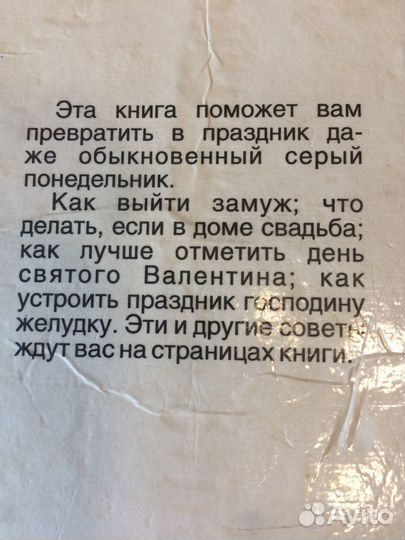 Эта книга поможет вам
превратить в праздник да-
же обыкновенный серый
понедельник.
Как выйти замуж; что
делать, если в доме свадьба;
как лучше отметить день
святого Валентина; как
устроить праздник господину
желудку. Эти и другие советы
ждут вас на страницах книги.
Avito